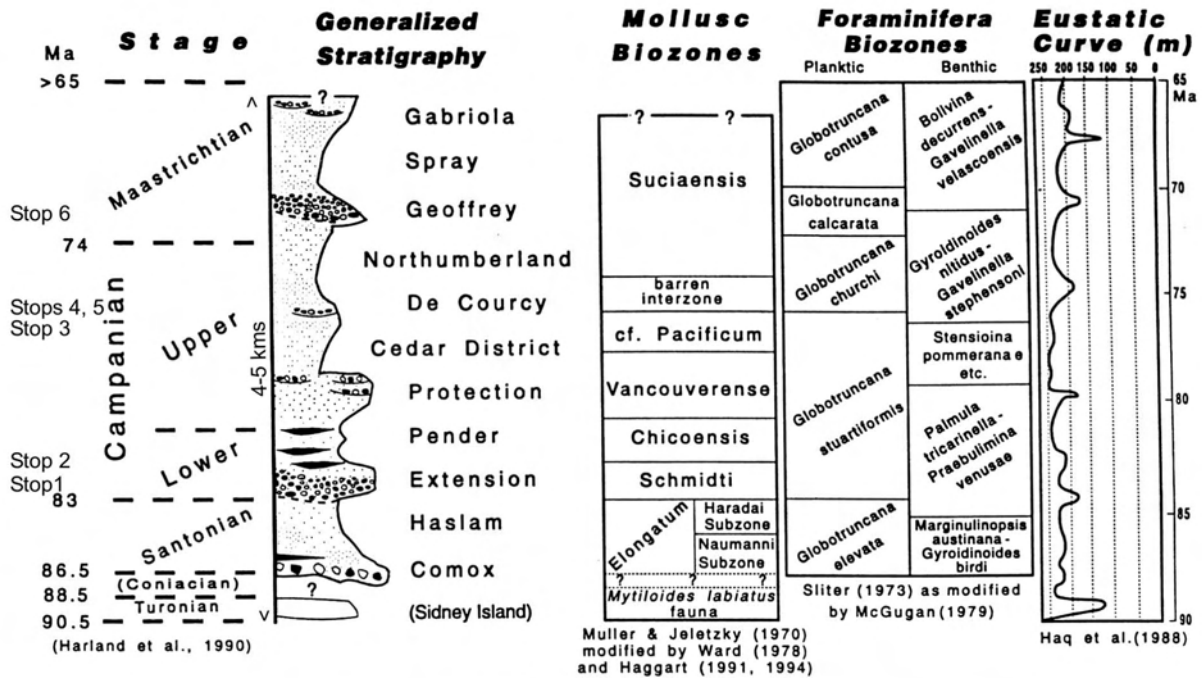 Stage
Generalized
Stratigraphy
Mollusc
Biozones
Foraminifera
Biozones
Planktic
Benthic
Eustatic
Curve (m)
250 200 150 100 50 0
Ma
>65
65
Ma
70
75
80
85
90
Maastrichtian
Stop 6
74
Stops 4, 5
Stop 3
Campanian
Upper
Lower
Stop 2
Stop1
83
Santonian
86.5
(Coniacian)
88.5
Turonian
90.5
(Harland et al., 1990)
4-5 kms
?
?
Gabriola
Spray
Geoffrey
Northumberland
De Courcy
Cedar District
Protection
Pender
Extension
Haslam
Comox
(Sidney Island)
? ?
Suciaensis
barren
interzone
cf. Pacificum
Vancouverense
Chicoensis
Schmidti
Elongatum
Haradai
Subzone
Naumanni
Subzone
? ? ?
Mytiloides labiatus
fauna
Muller & Jeletzky (1970)
modified by Ward (1978)
and Haggart (1991, 1994)
Globotruncana
contusa
Globotruncana
calcarata
Globotruncana
churchi
Globotruncana
stuartiformis
Globotruncana
elevata
Bolivina
decurrens -
Gavelinella
velascoensis
Gyroidinoides
nitidus -
Gavelinella
stephensoni
Stensioina
pommerana e
etc.
Palmula
tricarinella -
Praebulimina
venusae
Marginulinopsis
austinana -
Gyroidinoides
birdi
Sliter (1973) as modified
by McGugan (1979)
Haq et al.(1988)